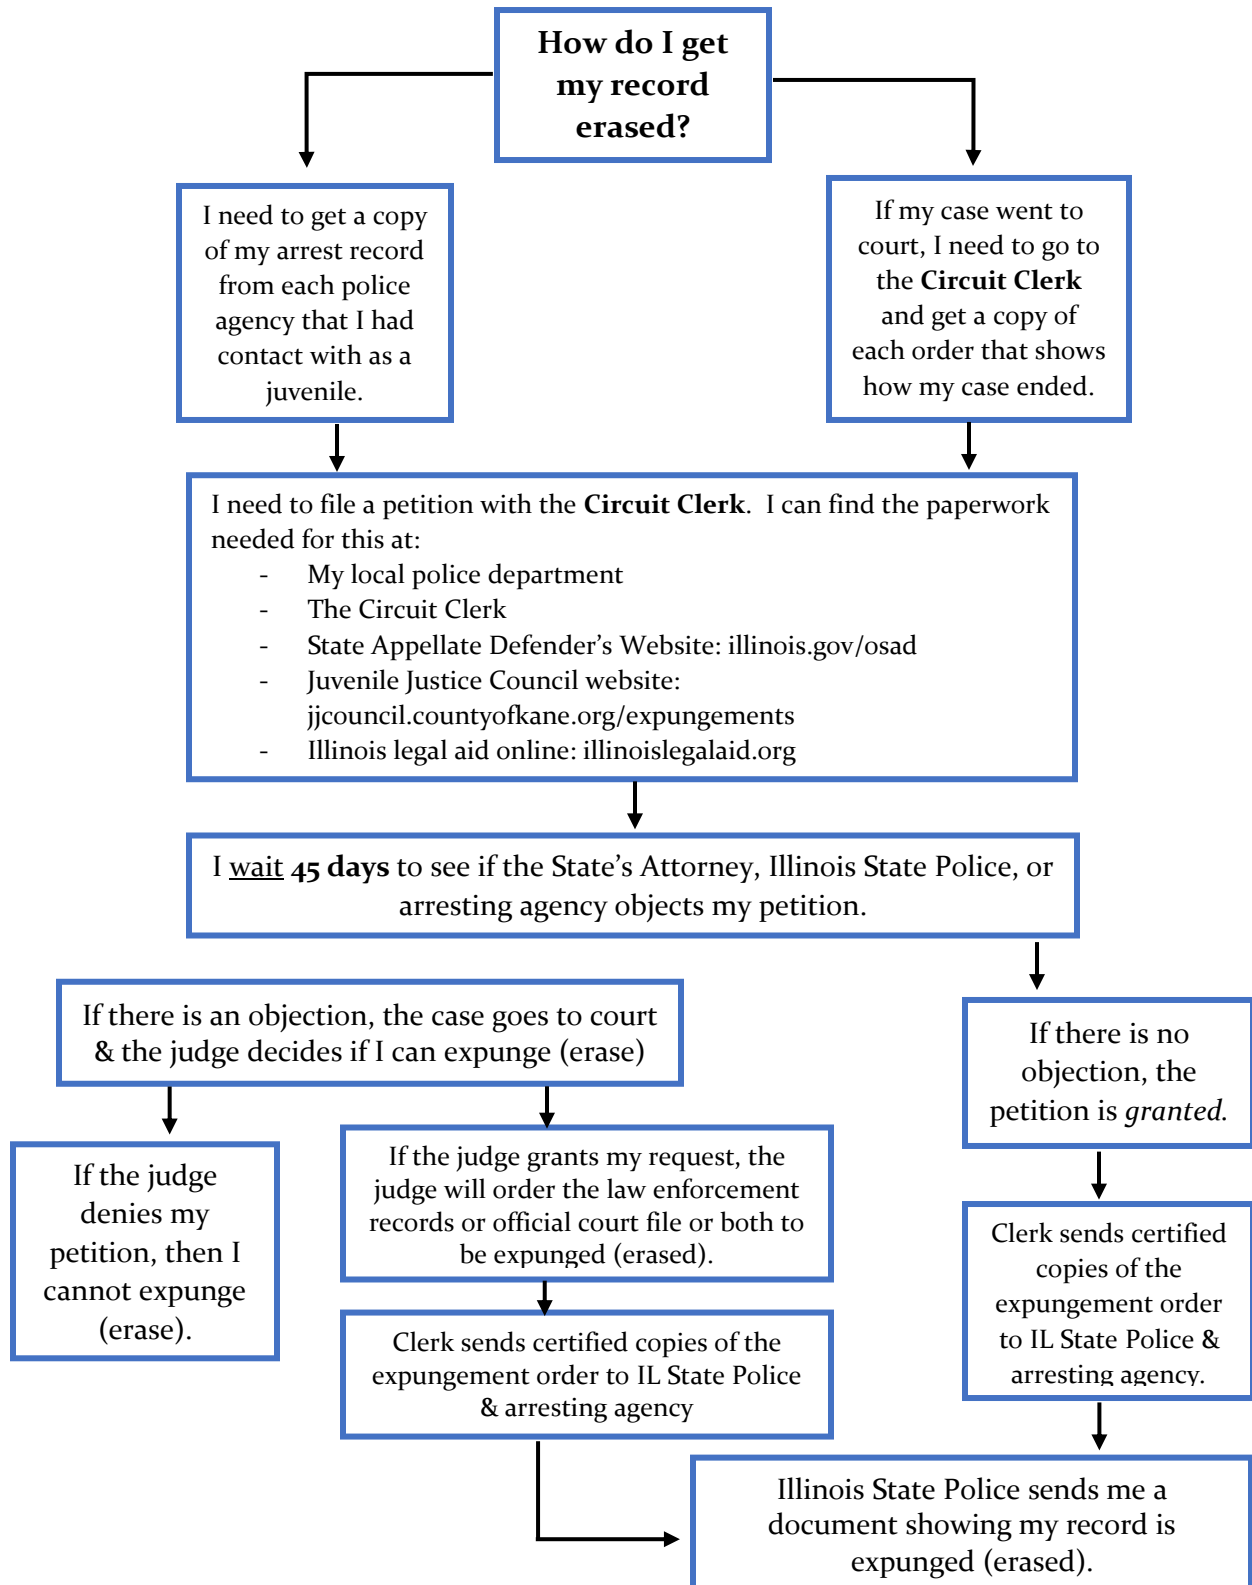 How do I get
my record
erased?
I need to get a copy
of my arrest record
from each police
agency that I had
contact with as a
juvenile.
If my case went to
court, I need to go to
the Circuit Clerk
and get a copy of
each order that shows
how my case ended.
I need to file a petition with the Circuit Clerk.  I can find the paperwork
needed for this at:
- My local police department
- The Circuit Clerk
- State Appellate Defender’s Website: illinois.gov/osad
- Juvenile Justice Council website:
jjcouncil.countyofkane.org/expungements
- Illinois legal aid online: illinoislegalaid.org
I wait 45 days to see if the State’s Attorney, Illinois State Police, or
arresting agency objects my petition.
If there is an objection, the case goes to court
& the judge decides if I can expunge (erase)
If the judge
denies my
petition, then I
cannot expunge
(erase).
If the judge grants my request, the
judge will order the law enforcement
records or official court file or both to
be expunged (erased).
Clerk sends certified copies of the
expungement order to IL State Police
& arresting agency
If there is no
objection, the
petition is granted.
Clerk sends certified
copies of the
expungement order
to IL State Police &
arresting agency.
Illinois State Police sends me a
document showing my record is
expunged (erased).